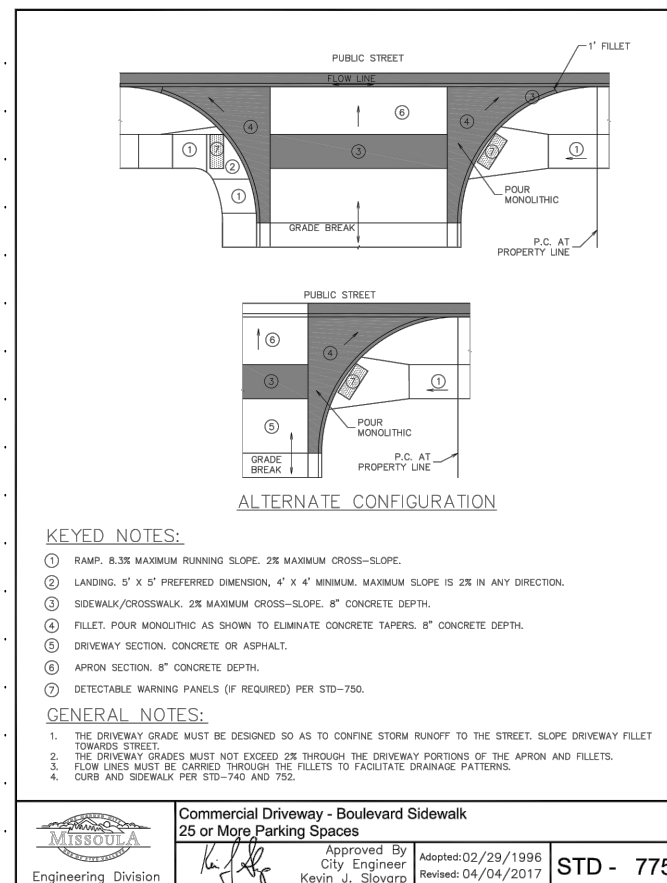 PUBLIC STREET
1' FILLET
FLOW LINE
3
6
4
4
7
1
7
2
3
1
1
POUR
MONOLITHIC
GRADE BREAK
P.C. AT
PROPERTY LINE
PUBLIC STREET
6
4
3
7
1
5
POUR
MONOLITHIC
GRADE
BREAK
P.C. AT
PROPERTY LINE
ALTERNATE CONFIGURATION
KEYED NOTES:
1 RAMP. 8.3% MAXIMUM RUNNING SLOPE. 2% MAXIMUM CROSS-SLOPE.
2 LANDING. 5' X 5' PREFERRED DIMENSION, 4' X 4' MINIMUM. MAXIMUM SLOPE IS 2% IN ANY DIRECTION.
3 SIDEWALK/CROSSWALK. 2% MAXIMUM CROSS-SLOPE. 8" CONCRETE DEPTH.
4 FILLET. POUR MONOLITHIC AS SHOWN TO ELIMINATE CONCRETE TAPERS. 8" CONCRETE DEPTH.
5 DRIVEWAY SECTION. CONCRETE OR ASPHALT.
6 APRON SECTION. 8" CONCRETE DEPTH.
7 DETECTABLE WARNING PANELS (IF REQUIRED) PER STD-750.
GENERAL NOTES:
1. THE DRIVEWAY GRADE MUST BE DESIGNED SO AS TO CONFINE STORM RUNOFF TO THE STREET. SLOPE DRIVEWAY FILLET
TOWARDS STREET.
2. THE DRIVEWAY GRADES MUST NOT EXCEED 2% THROUGH THE DRIVEWAY PORTIONS OF THE APRON AND FILLETS.
3. FLOW LINES MUST BE CARRIED THROUGH THE FILLETS TO FACILITATE DRAINAGE PATTERNS.
4. CURB AND SIDEWALK PER STD-740 AND 752.
MISSOULA
Engineering Division
Commercial Driveway - Boulevard Sidewalk
25 or More Parking Spaces
Approved By
City Engineer
Kevin J. Slovarp
Adopted: 02/29/1996
Revised: 04/04/2017
STD - 775